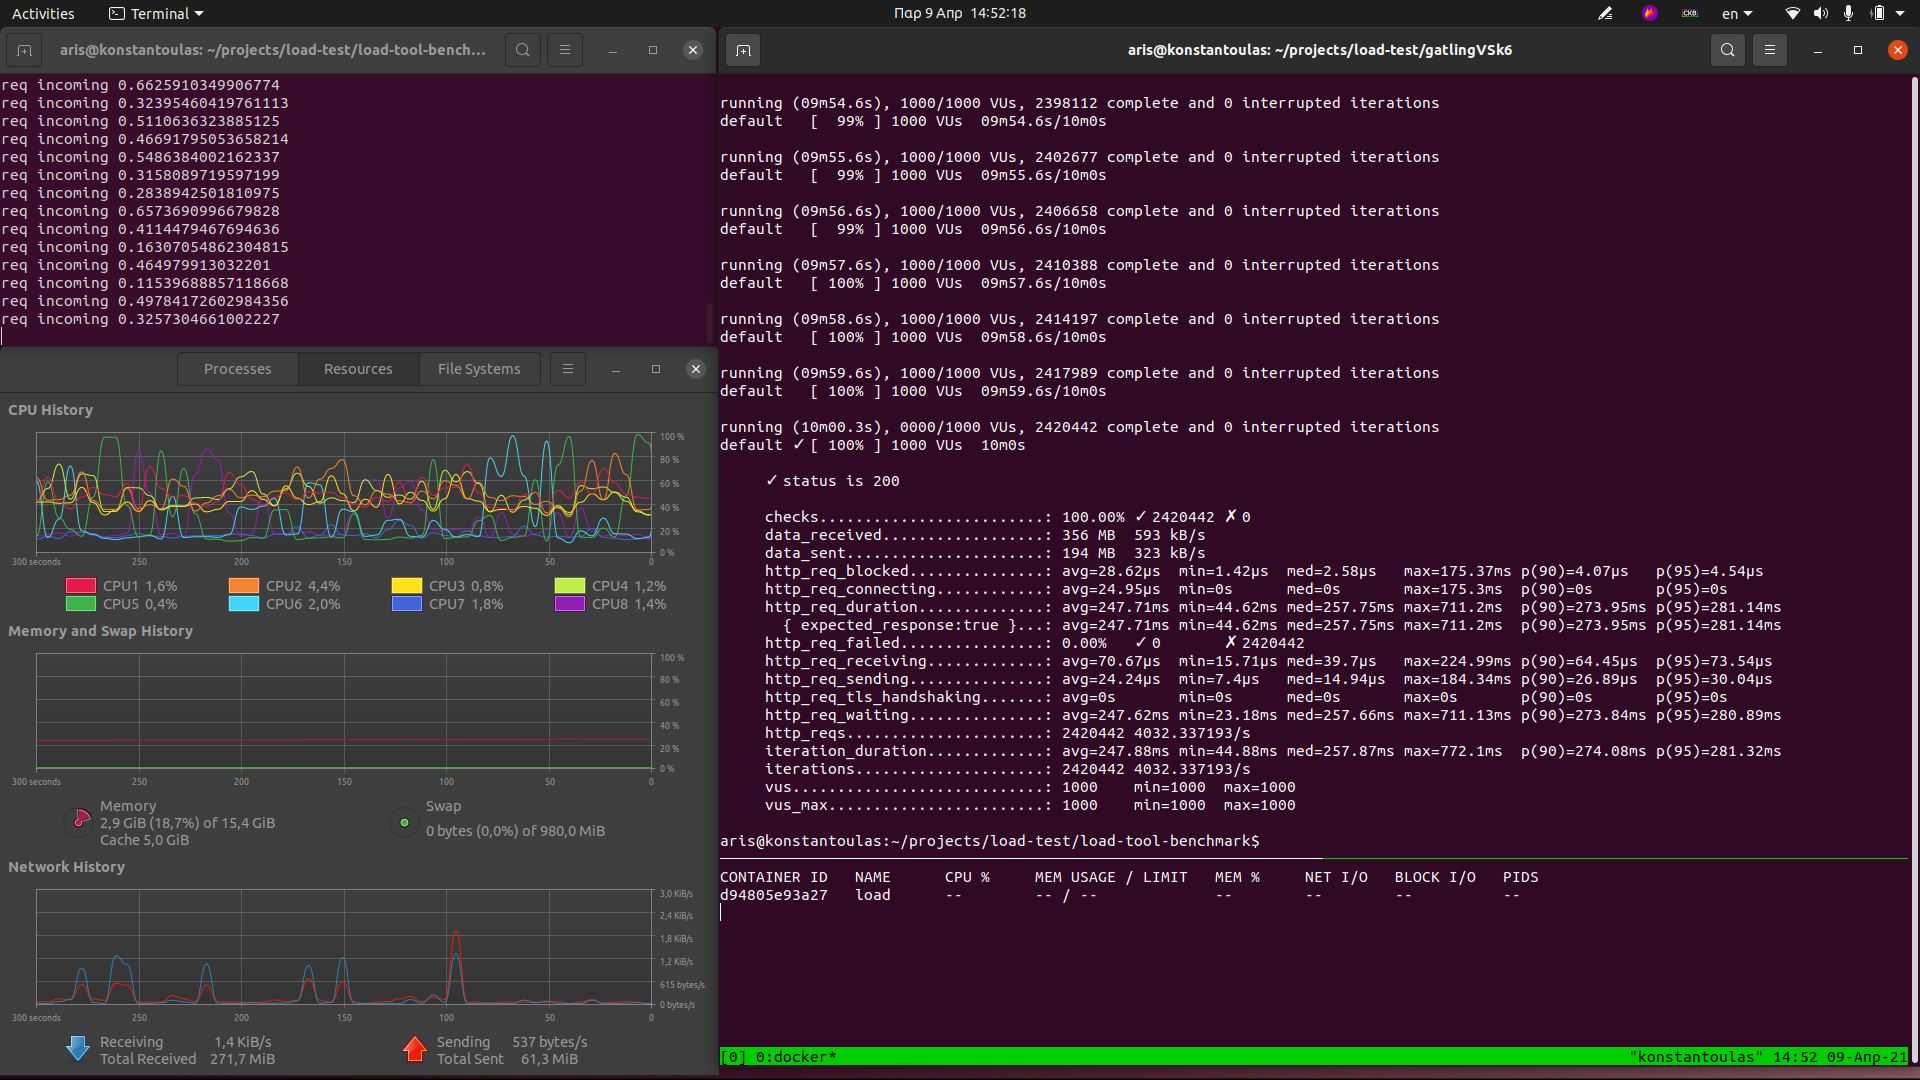 Activities Terminal Παρ 9 Απρ 14:52:18 CKB en
aris@konstantoulas: ~/projects/load-test/load-tool-bench...
req incoming 0.6625910349906774
req incoming 0.32395460419761113
req incoming 0.5110636323885125
req incoming 0.46691795053658214
req incoming 0.5486384002162337
req incoming 0.3158089719597199
req incoming 0.2838942501810975
req incoming 0.6573690996679828
req incoming 0.4114479467694636
req incoming 0.16307054862304815
req incoming 0.464979913032201
req incoming 0.11539688857118668
req incoming 0.49784172602984356
req incoming 0.3257304661002227
Processes Resources File Systems
CPU History
100 %
80 %
60 %
40 %
20 %
0 %
300 seconds 250 200 150 100 50 0
CPU1 1,6% CPU2 4,4% CPU3 0,8% CPU4 1,2%
CPU5 0,4% CPU6 2,0% CPU7 1,8% CPU8 1,4%
Memory and Swap History
100 %
80 %
60 %
40 %
20 %
0 %
300 seconds 250 200 150 100 50 0
Memory
2,9 GiB (18,7%) of 15,4 GiB
Cache 5,0 GiB
Swap
0 bytes (0,0%) of 980,0 MiB
Network History
3,0 KiB/s
2,4 KiB/s
1,8 KiB/s
1,2 KiB/s
615 bytes/s
0 bytes/s
300 seconds 250 200 150 100 50 0
Receiving 1,4 KiB/s
Total Received 271,7 MiB
Sending 537 bytes/s
Total Sent 61,3 MiB
aris@konstantoulas: ~/projects/load-test/gatlingVSk6
running (09m54.6s), 1000/1000 VUs, 2398112 complete and 0 interrupted iterations
default [ 99% ] 1000 VUs 09m54.6s/10m0s
running (09m55.6s), 1000/1000 VUs, 2402677 complete and 0 interrupted iterations
default [ 99% ] 1000 VUs 09m55.6s/10m0s
running (09m56.6s), 1000/1000 VUs, 2406658 complete and 0 interrupted iterations
default [ 99% ] 1000 VUs 09m56.6s/10m0s
running (09m57.6s), 1000/1000 VUs, 2410388 complete and 0 interrupted iterations
default [ 100% ] 1000 VUs 09m57.6s/10m0s
running (09m58.6s), 1000/1000 VUs, 2414197 complete and 0 interrupted iterations
default [ 100% ] 1000 VUs 09m58.6s/10m0s
running (09m59.6s), 1000/1000 VUs, 2417989 complete and 0 interrupted iterations
default [ 100% ] 1000 VUs 09m59.6s/10m0s
running (10m00.3s), 0000/1000 VUs, 2420442 complete and 0 interrupted iterations
default ✓ [ 100% ] 1000 VUs 10m0s
✓ status is 200
checks.........................: 100.00% ✓ 2420442 ✗ 0
data_received..................: 356 MB 593 kB/s
data_sent......................: 194 MB 323 kB/s
http_req_blocked...............: avg=28.62µs min=1.42µs med=2.58µs max=175.37ms p(90)=4.07µs p(95)=4.54µs
http_req_connecting............: avg=24.95µs min=0s med=0s max=175.3ms p(90)=0s p(95)=0s
http_req_duration..............: avg=247.71ms min=44.62ms med=257.75ms max=711.2ms p(90)=273.95ms p(95)=281.14ms
{ expected_response:true }...: avg=247.71ms min=44.62ms med=257.75ms max=711.2ms p(90)=273.95ms p(95)=281.14ms
http_req_failed................: 0.00% ✓ 0 ✗ 2420442
http_req_receiving.............: avg=70.67µs min=15.71µs med=39.7µs max=224.99ms p(90)=64.45µs p(95)=73.54µs
http_req_sending...............: avg=24.24µs min=7.4µs med=14.94µs max=184.34ms p(90)=26.89µs p(95)=30.04µs
http_req_tls_handshaking.......: avg=0s min=0s med=0s max=0s p(90)=0s p(95)=0s
http_req_waiting...............: avg=247.62ms min=23.18ms med=257.66ms max=711.13ms p(90)=273.84ms p(95)=280.89ms
http_reqs......................: 2420442 4032.337193/s
iteration_duration.............: avg=247.88ms min=44.88ms med=257.87ms max=772.1ms p(90)=274.08ms p(95)=281.32ms
iterations.....................: 2420442 4032.337193/s
vus............................: 1000 min=1000 max=1000
vus_max........................: 1000 min=1000 max=1000
aris@konstantoulas:~/projects/load-test/load-tool-benchmark$
CONTAINER ID NAME CPU % MEM USAGE / LIMIT MEM % NET I/O BLOCK I/O PIDS
d94805e93a27 load -- -- / -- -- -- -- --
[0] 0:docker* "konstantoulas" 14:52 09-Απρ-21